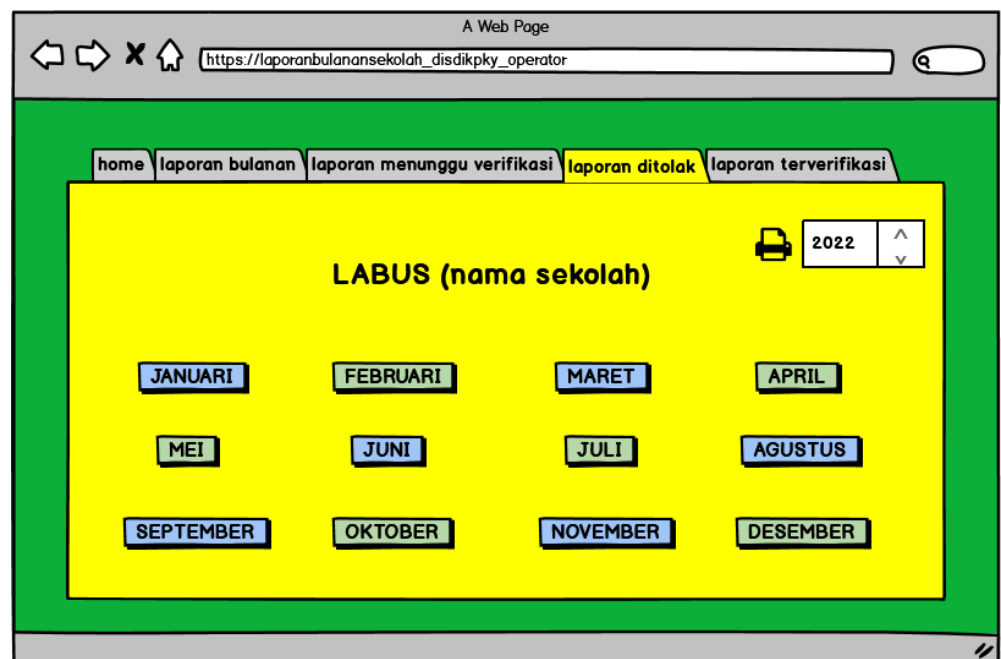 A Web Page
https://laporanbulanansekolah_disdikpky_operator
home laporan bulanan laporan menunggu verifikasi laporan ditolak laporan terverifikasi
2022
LABUS (nama sekolah)
JANUARI FEBRUARI MARET APRIL
MEI JUNI JULI AGUSTUS
SEPTEMBER OKTOBER NOVEMBER DESEMBER